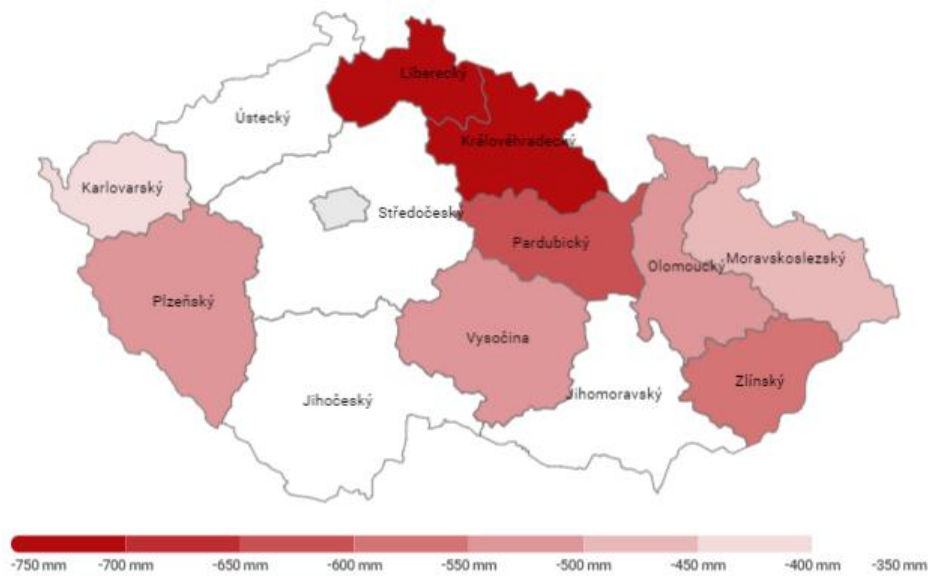 Liberecký
Ústecký
Královéhradecký
Karlovarský
Středočeský
Pardubický
Olomoucký
Moravskoslezský
Plzeňský
Vysočina
Zlínský
Jihočeský
Jihomoravský
-750 mm -700 mm -650 mm -600 mm -550 mm -500 mm -450 mm -400 mm -350 mm